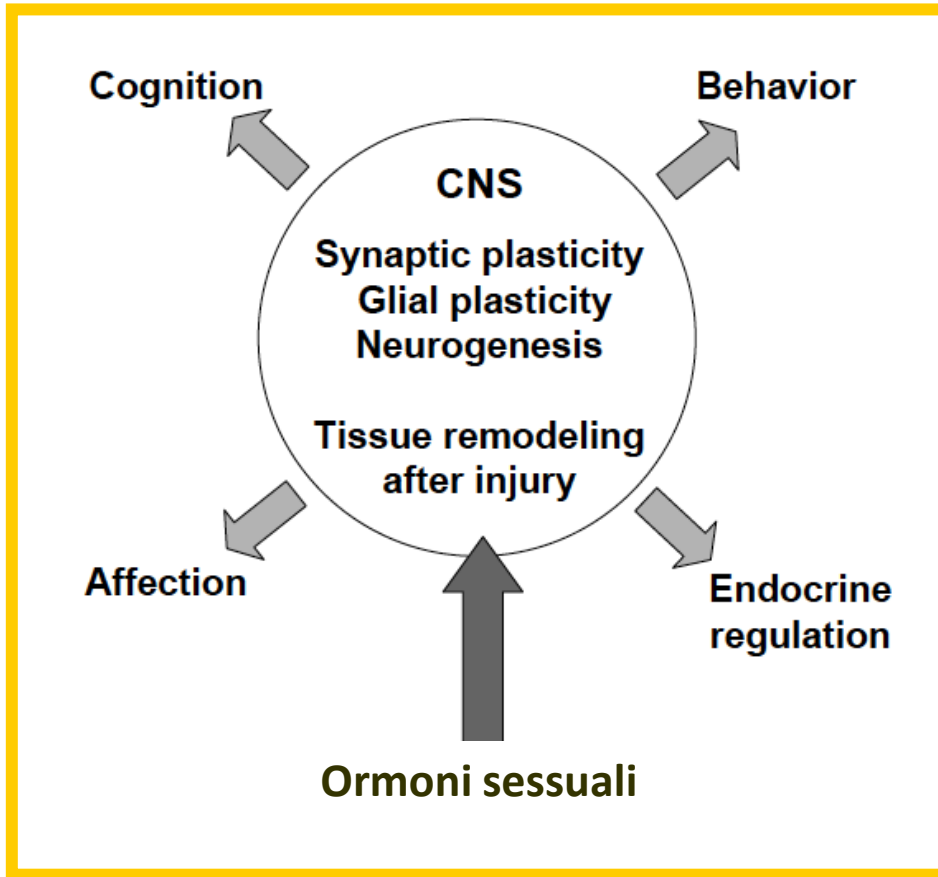 Cognition
Behavior
CNS
Synaptic plasticity
Glial plasticity
Neurogenesis
Tissue remodeling
after injury
Affection
Endocrine
regulation
Ormoni sessuali